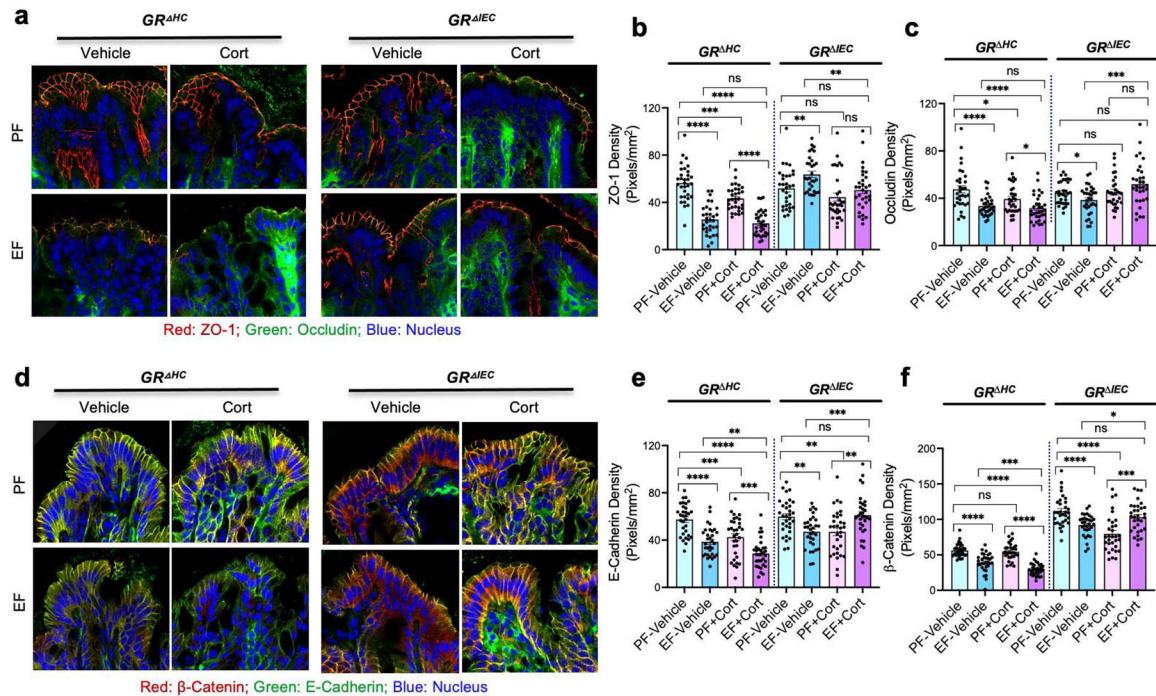 a
GR^ΔHC
GR^ΔIEC
Vehicle
Cort
Vehicle
Cort
PF
EF
Red: ZO-1; Green: Occludin; Blue: Nucleus
b
GR^ΔHC
GR^ΔIEC
ns
**
****
ns
***
ns
****
**
****
ns
ZO-1 Density
(Pixels/mm²)
120
80
40
0
PF-Vehicle
EF-Vehicle
PF+Cort
EF+Cort
PF-Vehicle
EF-Vehicle
PF+Cort
EF+Cort
c
GR^ΔHC
GR^ΔIEC
ns
***
****
ns
*
ns
****
ns
*
*
Occludin Density
(Pixels/mm²)
120
80
40
0
PF-Vehicle
EF-Vehicle
PF+Cort
EF+Cort
PF-Vehicle
EF-Vehicle
PF+Cort
EF+Cort
d
GR^ΔHC
GR^ΔIEC
Vehicle
Cort
Vehicle
Cort
PF
EF
Red: β-Catenin; Green: E-Cadherin; Blue: Nucleus
e
GR^ΔHC
GR^ΔIEC
**
***
****
ns
***
**
****
***
**
**
E-Cadherin Density
(Pixels/mm²)
120
80
40
0
PF-Vehicle
EF-Vehicle
PF+Cort
EF+Cort
PF-Vehicle
EF-Vehicle
PF+Cort
EF+Cort
f
GR^ΔHC
GR^ΔIEC
*
***
ns
****
****
ns
****
***
****
****
β-Catenin Density
(Pixels/mm²)
200
150
100
50
0
PF-Vehicle
EF-Vehicle
PF+Cort
EF+Cort
PF-Vehicle
EF-Vehicle
PF+Cort
EF+Cort